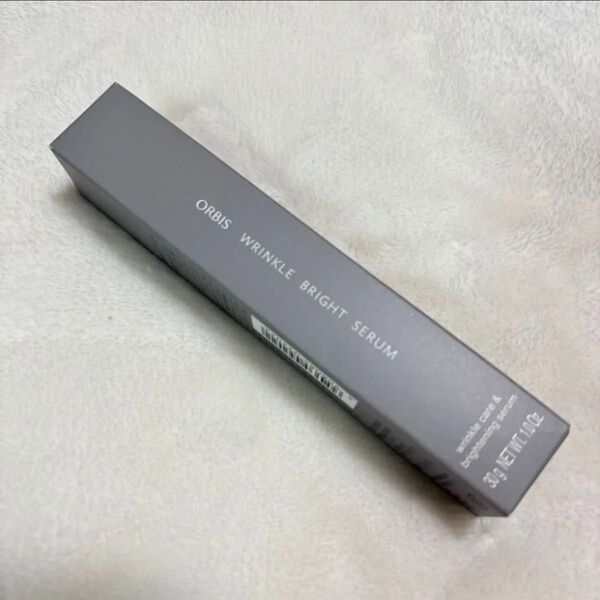 ORBIS WRINKLE BRIGHT SERUM
wrinkle care &
brightening serum
30g NET WT. 1.0 Oz